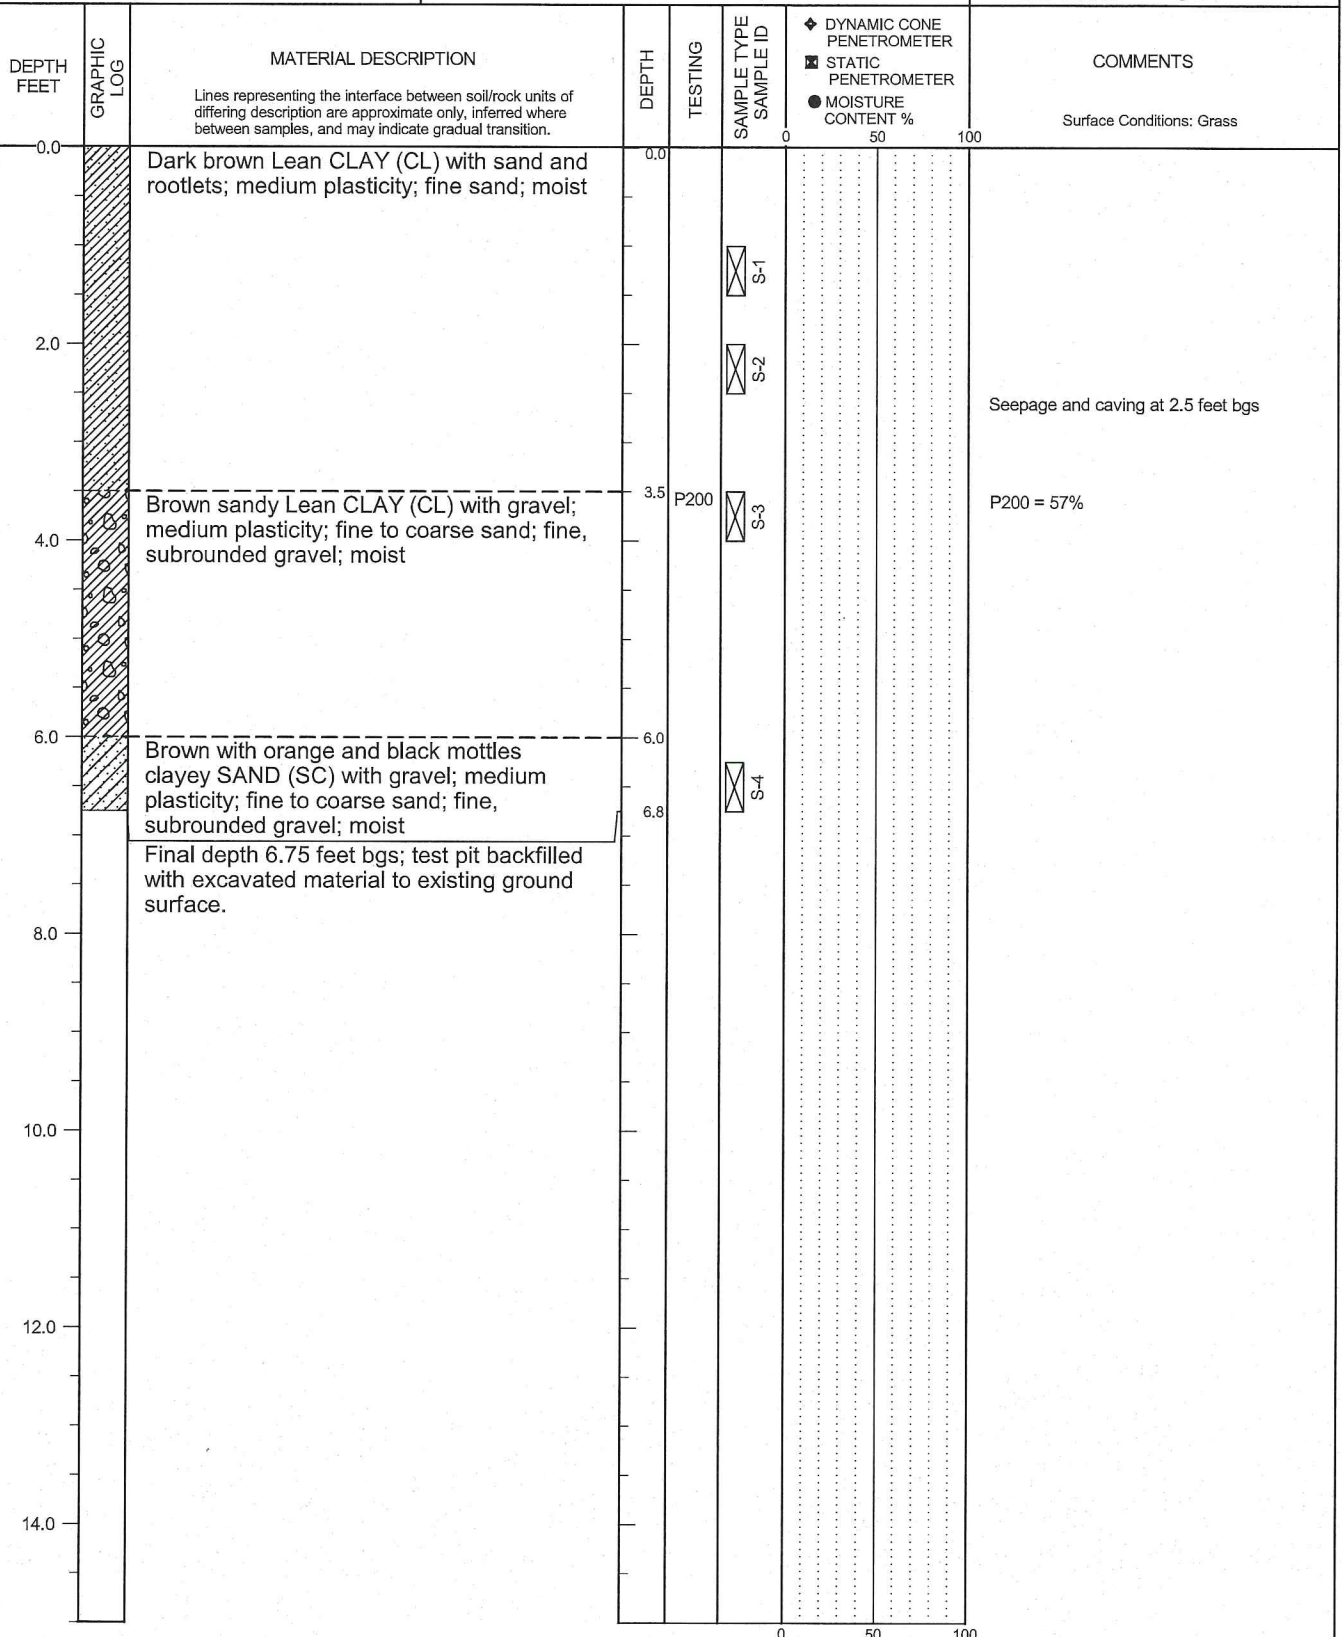 DEPTH
FEET
GRAPHIC
LOG
MATERIAL DESCRIPTION
Lines representing the interface between soil/rock units of
differing description are approximate only, inferred where
between samples, and may indicate gradual transition.
DEPTH
TESTING
SAMPLE TYPE
SAMPLE ID
DYNAMIC CONE
PENETROMETER
STATIC
PENETROMETER
MOISTURE
CONTENT %
0 50 100
COMMENTS
Surface Conditions: Grass
0.0
Dark brown Lean CLAY (CL) with sand and
rootlets; medium plasticity; fine sand; moist
0.0
S-1
2.0
S-2
Seepage and caving at 2.5 feet bgs
Brown sandy Lean CLAY (CL) with gravel;
medium plasticity; fine to coarse sand; fine,
subrounded gravel; moist
3.5
P200
S-3
P200 = 57%
4.0
6.0
Brown with orange and black mottles
clayey SAND (SC) with gravel; medium
plasticity; fine to coarse sand; fine,
subrounded gravel; moist
6.0
S-4
6.8
Final depth 6.75 feet bgs; test pit backfilled
with excavated material to existing ground
surface.
8.0
10.0
12.0
14.0
0 50 100